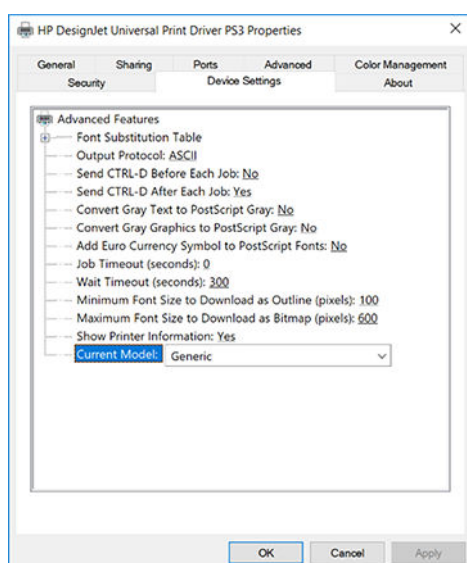 HP DesignJet Universal Print Driver PS3 Properties
General Sharing Ports Advanced Color Management
Security Device Settings About
Advanced Features
Font Substitution Table
Output Protocol: ASCII
Send CTRL-D Before Each Job: No
Send CTRL-D After Each Job: Yes
Convert Gray Text to PostScript Gray: No
Convert Gray Graphics to PostScript Gray: No
Add Euro Currency Symbol to PostScript Fonts: No
Job Timeout (seconds): 0
Wait Timeout (seconds): 300
Minimum Font Size to Download as Outline (pixels): 100
Maximum Font Size to Download as Bitmap (pixels): 600
Show Printer Information: Yes
Current Model: Generic
OK Cancel Apply